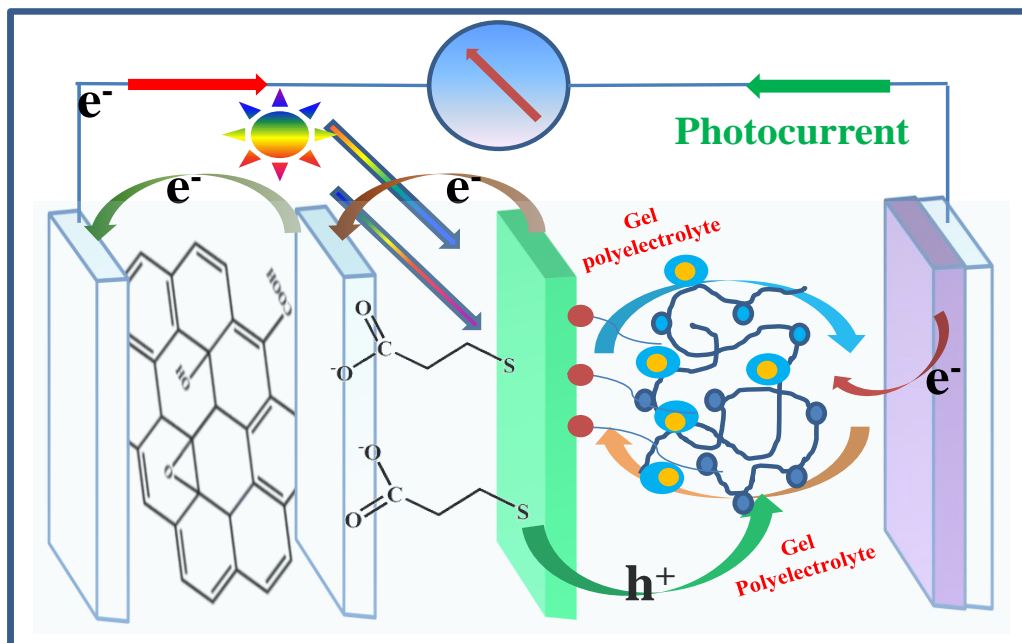 e-
Photocurrent
e-
e-
Gel
polyelectrolyte
COOH
OH
O
O
C
-O
S
e-
-O
C
O
S
h+
Gel
Polyelectrolyte